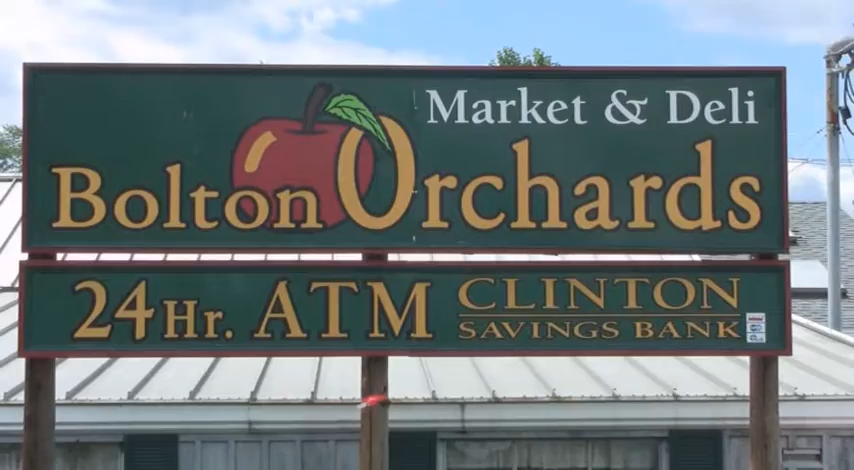 Market & Deli
Bolton Orchards
24 Hr. ATM
CLINTON
SAVINGS BANK